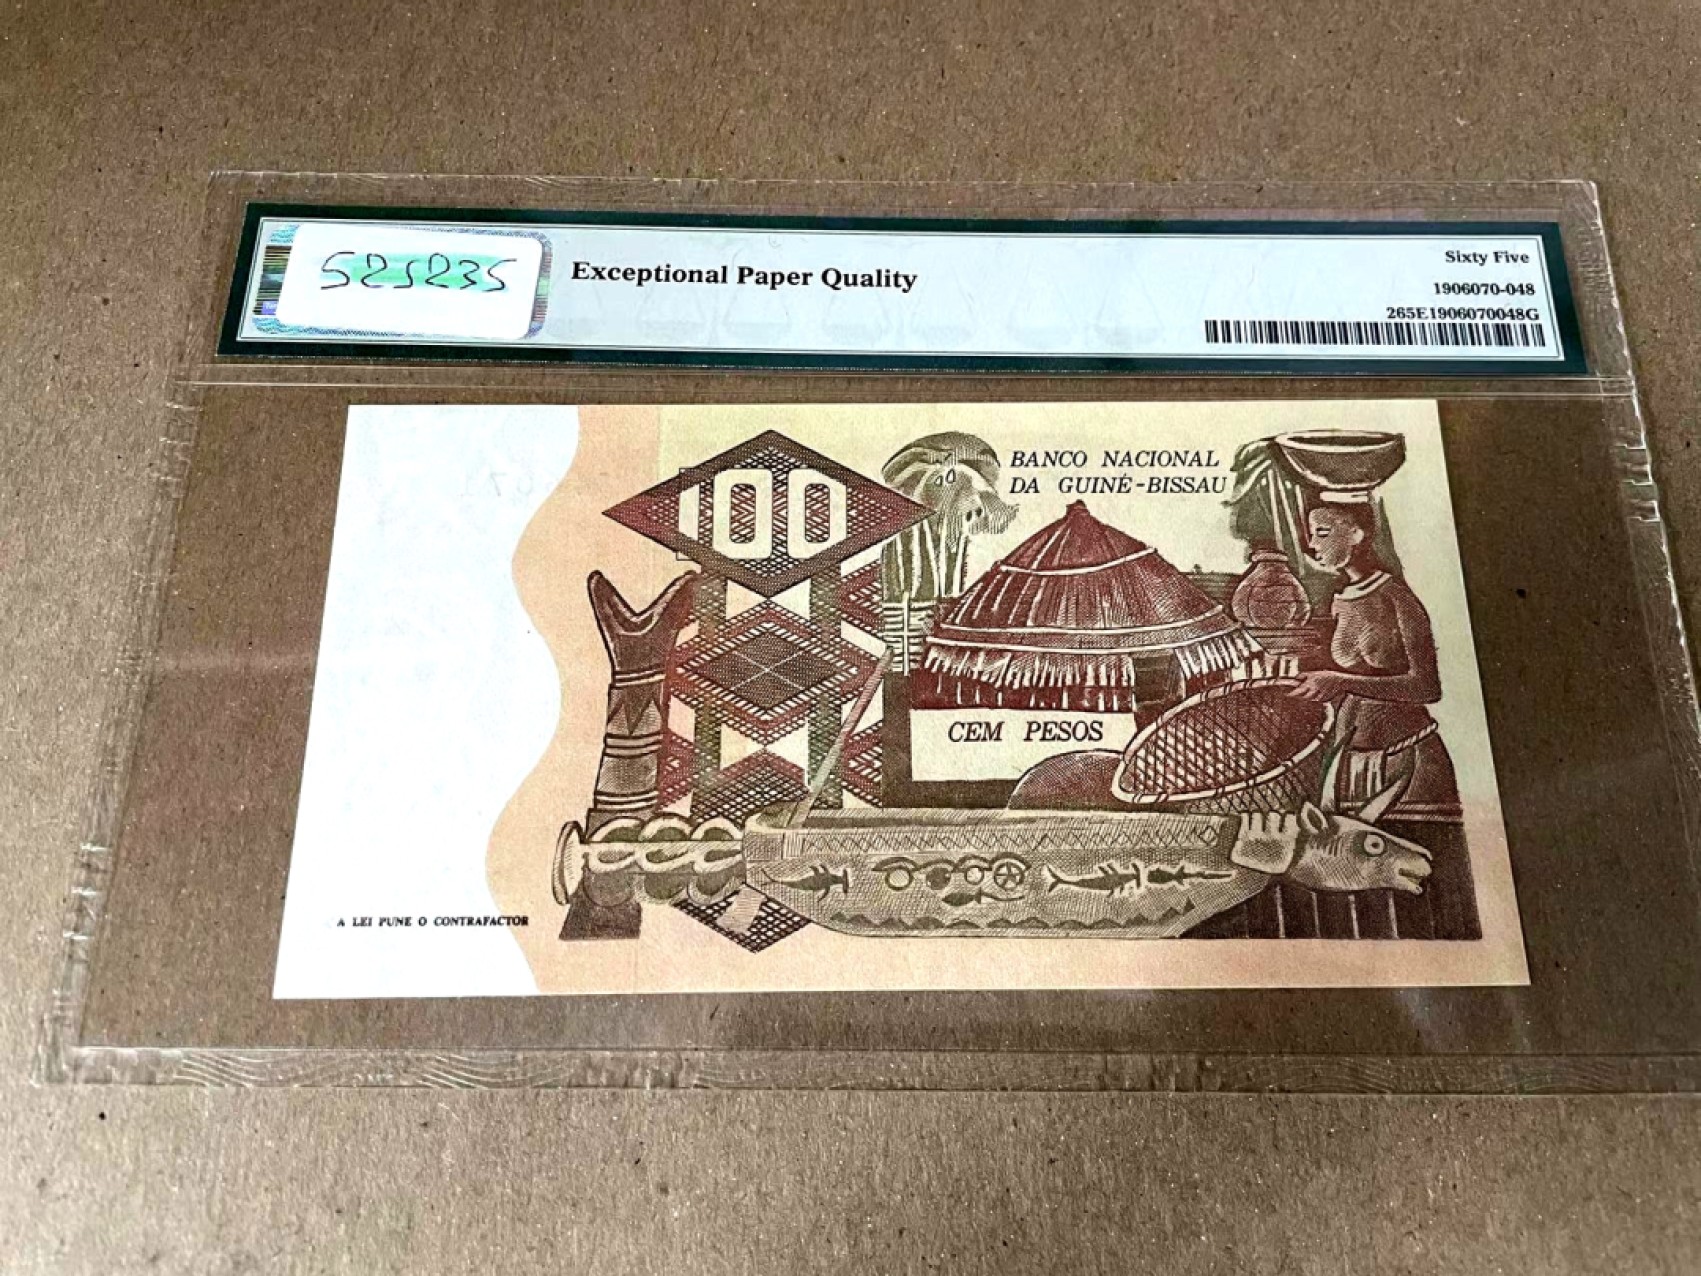 525235
Exceptional Paper Quality
Sixty Five
1906070-048
265E1906070048G
100
BANCO NACIONAL
DA GUINÉ-BISSAU
CEM PESOS
A LEI PUNE O CONTRAFACTOR